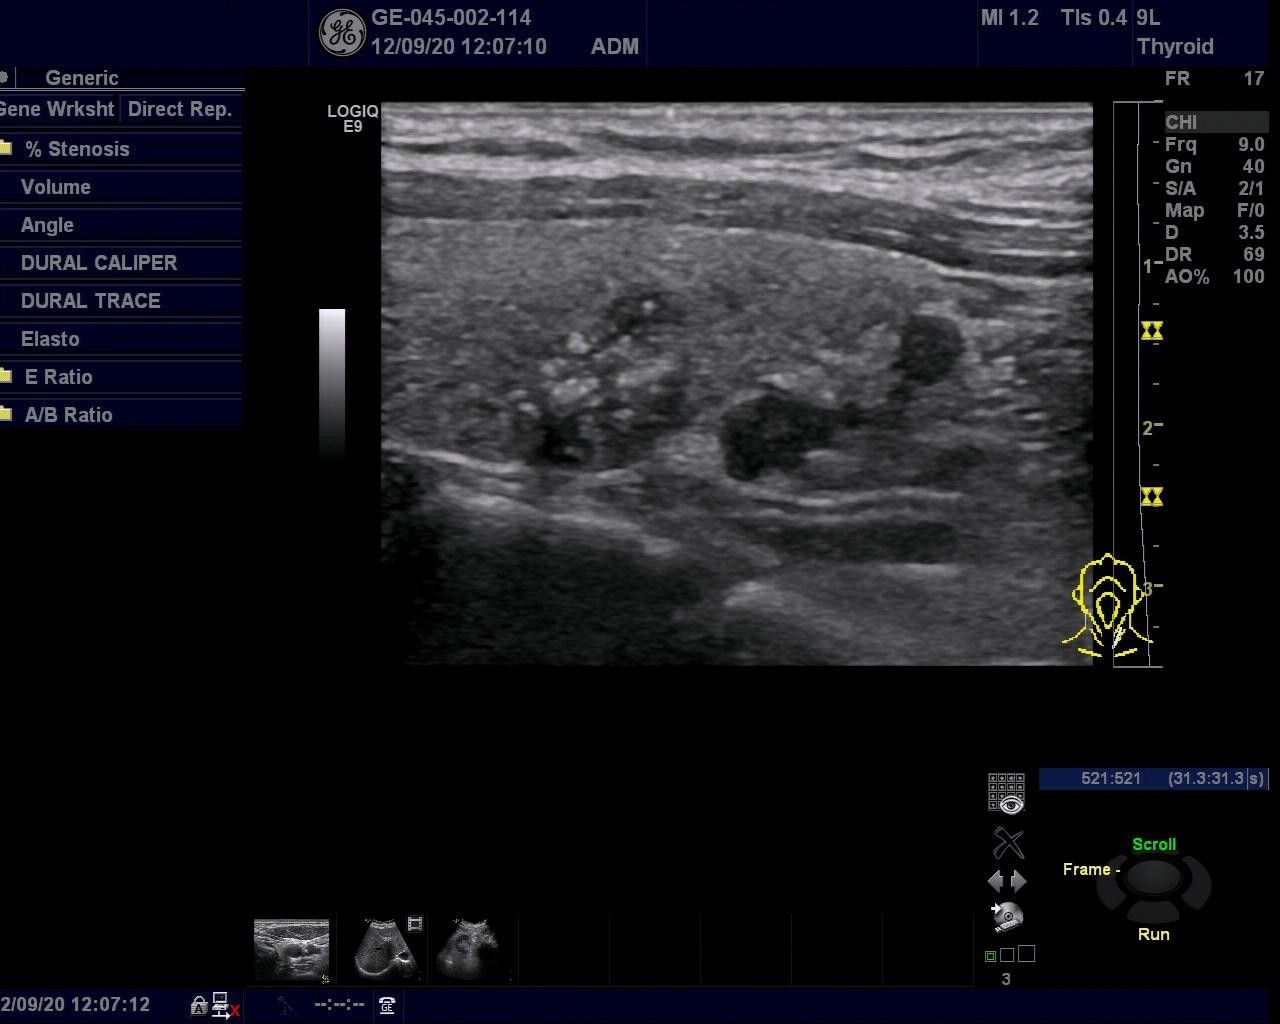 GE-045-002-114
12/09/20 12:07:10 ADM
MI 1.2 TIs 0.4
9L
Thyroid
Generic
Gene Wrksht Direct Rep.
% Stenosis
Volume
Angle
DURAL CALIPER
DURAL TRACE
Elasto
E Ratio
A/B Ratio
LOGIQ
E9
FR 17
CHI
Frq 9.0
Gn 40
S/A 2/1
Map F/0
D 3.5
DR 69
AO% 100
1
2
3
521:521 (31.3:31.3 s)
Scroll
Frame -
Run
3
2/09/20 12:07:12
--:--:--
GE